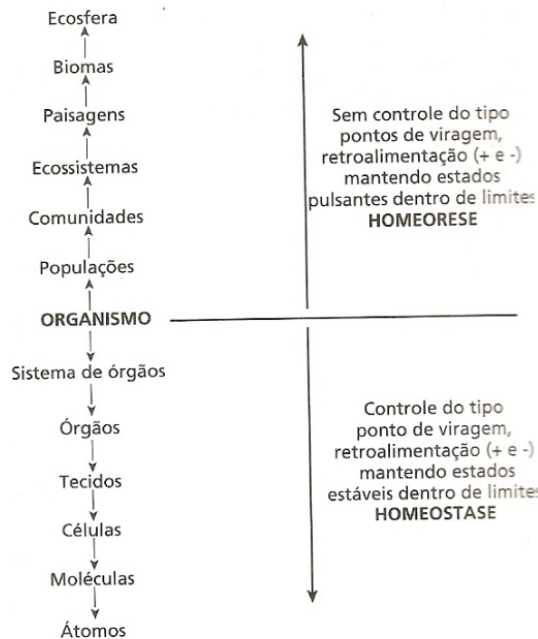 Ecosfera
Biomas
Paisagens
Ecossistemas
Comunidades
Populações
ORGANISMO
Sistema de órgãos
Órgãos
Tecidos
Células
Moléculas
Átomos
Sem controle do tipo
pontos de viragem,
retroalimentação (+ e -)
mantendo estados
pulsantes dentro de limites
HOMEORESE
Controle do tipo
ponto de viragem,
retroalimentação (+ e -)
mantendo estados
estáveis dentro de limites
HOMEOSTASE